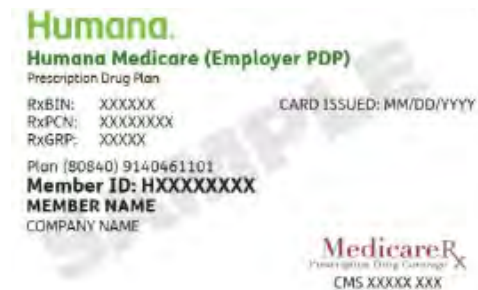 Humana.
Humana Medicare (Employer PDP)
Prescription Drug Plan
RxBIN: XXXXXX CARD ISSUED: MM/DD/YYYY
RxPCN: XXXXXXXX
RxGRP: XXXXX
Plan (80840) 9140461101
Member ID: HXXXXXXXX
MEMBER NAME
COMPANY NAME
SAMPLE
MedicareRx
Prescription Drug Coverage
CMS XXXXX XXX